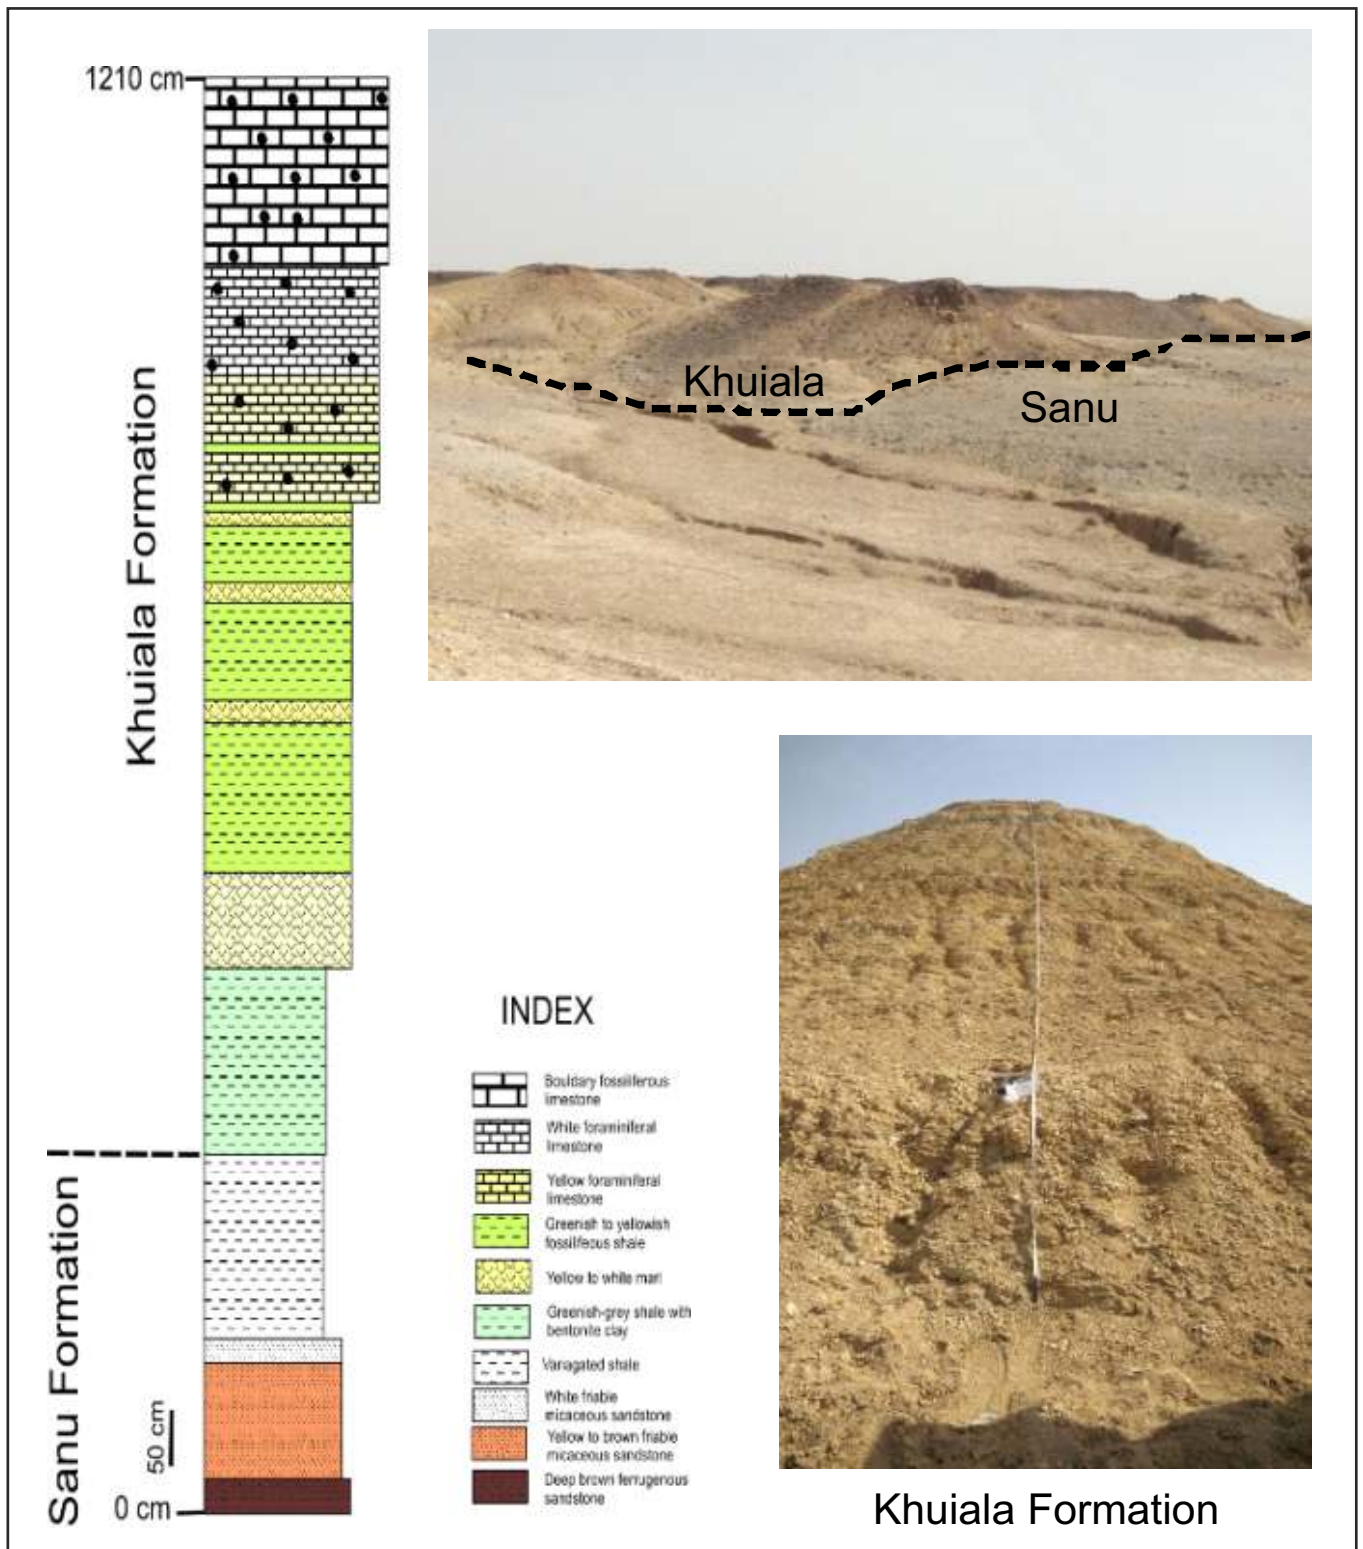 1210 cm
Khuiala Formation
Sanu Formation
50 cm
0 cm
Khuiala
Sanu
INDEX
Bouldary fossiliferous
limestone
White foraminiferal
limestone
Yellow foraminiferal
limestone
Greenish to yellowish
fossilifeous shale
Yellow to white marl
Greenish-grey shale with
bentonite clay
Variagated shale
White friable
micaceous sandstone
Yellow to brown friable
micaceous sandstone
Deep brown ferrugenous
sandstone
Khuiala Formation